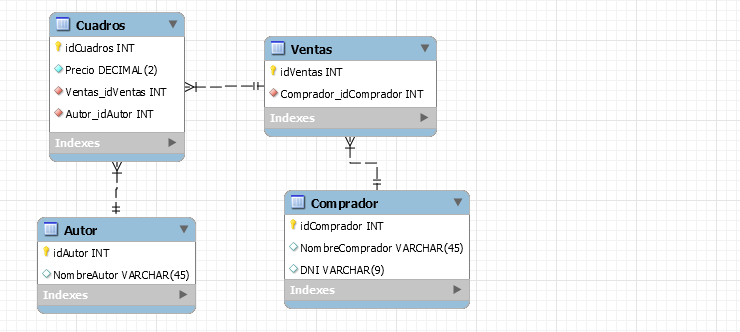 Cuadros
idCuadros INT
Precio DECIMAL(2)
Ventas_idVentas INT
Autor_idAutor INT
Indexes
Ventas
idVentas INT
Comprador_idComprador INT
Indexes
Autor
idAutor INT
NombreAutor VARCHAR(45)
Indexes
Comprador
idComprador INT
NombreComprador VARCHAR(45)
DNI VARCHAR(9)
Indexes